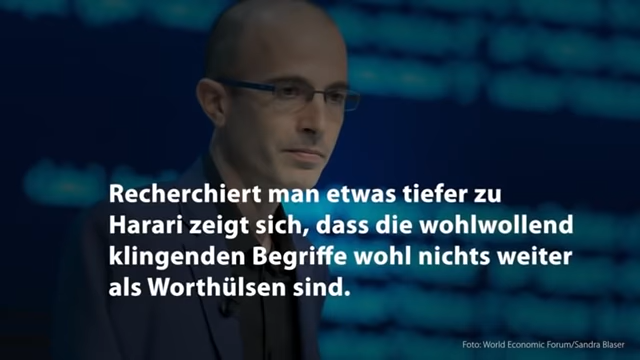 Recherchiert man etwas tiefer zu
Harari zeigt sich, dass die wohlwollend
klingenden Begriffe wohl nichts weiter
als Worthülsen sind.
Foto: World Economic Forum/Sandra Blaser